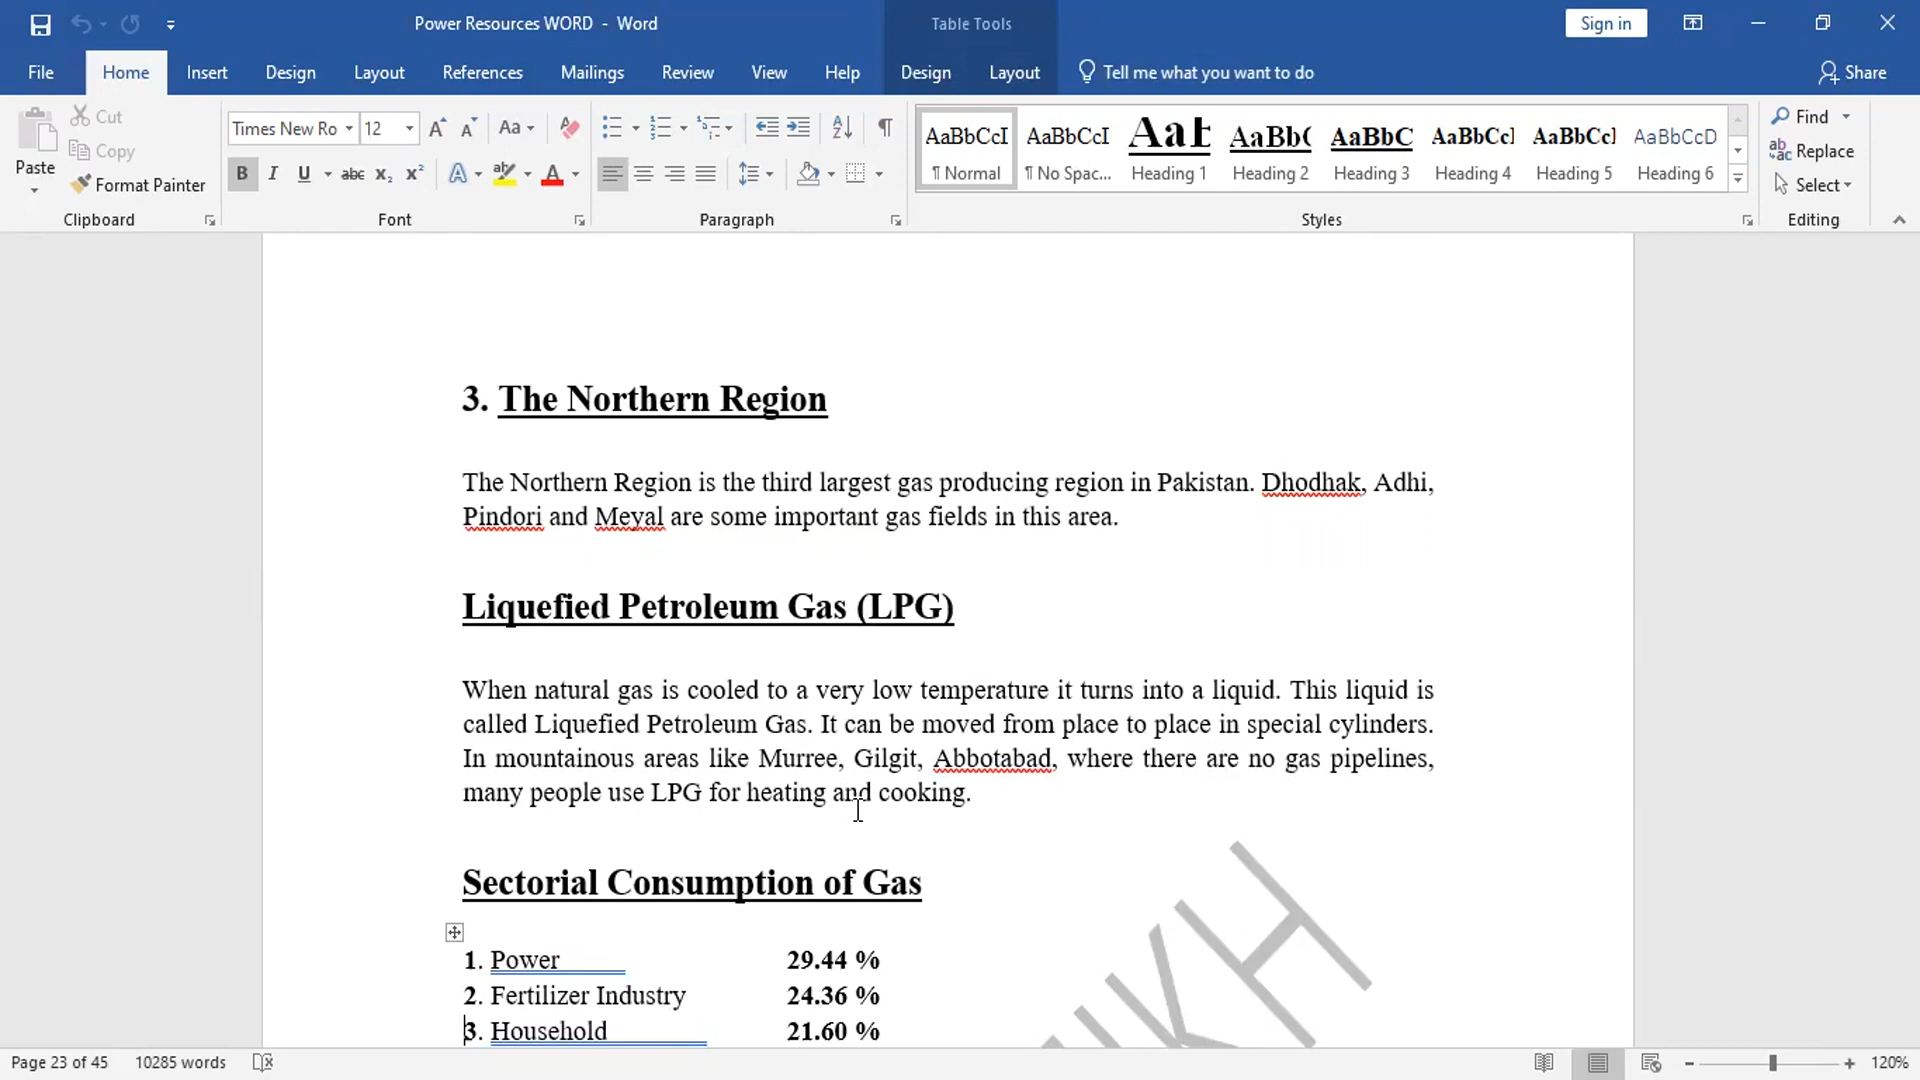 Power Resources WORD - Word
Table Tools
Sign in
File Home Insert Design Layout References Mailings Review View Help Design Layout Tell me what you want to do Share
Paste
Cut
Copy
Format Painter
Clipboard
Times New Ro 12
Font
Paragraph
AaBbCcI AaBbCcI AaB AaBb( AaBbC AaBbCcI AaBbCcI AaBbCcD
¶ Normal ¶ No Spac... Heading 1 Heading 2 Heading 3 Heading 4 Heading 5 Heading 6
Styles
Find
Replace
Select
Editing
3. The Northern Region
The Northern Region is the third largest gas producing region in Pakistan. Dhodhak, Adhi,
Pindori and Meyal are some important gas fields in this area.
Liquefied Petroleum Gas (LPG)
When natural gas is cooled to a very low temperature it turns into a liquid. This liquid is
called Liquefied Petroleum Gas. It can be moved from place to place in special cylinders.
In mountainous areas like Murree, Gilgit, Abbotabad, where there are no gas pipelines,
many people use LPG for heating and cooking.
Sectorial Consumption of Gas
1. Power 29.44 %
2. Fertilizer Industry 24.36 %
3. Household 21.60 %
Page 23 of 45 10285 words
120%